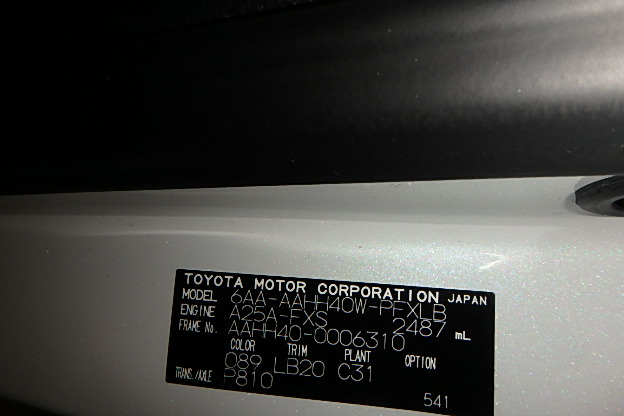 TOYOTA MOTOR CORPORATION JAPAN
MODEL 6AA-AAHH40W-PFXLB
ENGINE A25A-FXS 2487 mL
FRAME No. AAHH40-0006310
COLOR TRIM PLANT OPTION
089 LB20 C31
TRANS./AXLE P810
541